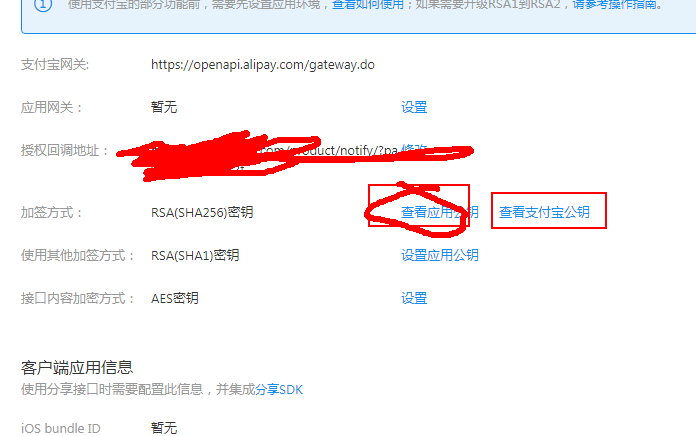 使用支付宝的部分功能前，需要先设置应用环境，查看如何使用；如果需要升级RSA1到RSA2，请参考操作指南。
支付宝网关: https://openapi.alipay.com/gateway.do
应用网关： 暂无 设置
授权回调地址： com/product/notify/?pa 修改
加签方式： RSA(SHA256)密钥 查看应用公钥 查看支付宝公钥
使用其他加签方式： RSA(SHA1)密钥 设置应用公钥
接口内容加密方式： AES密钥 设置
客户端应用信息
使用分享接口时需要配置此信息，并集成分享SDK
iOS bundle ID 暂无